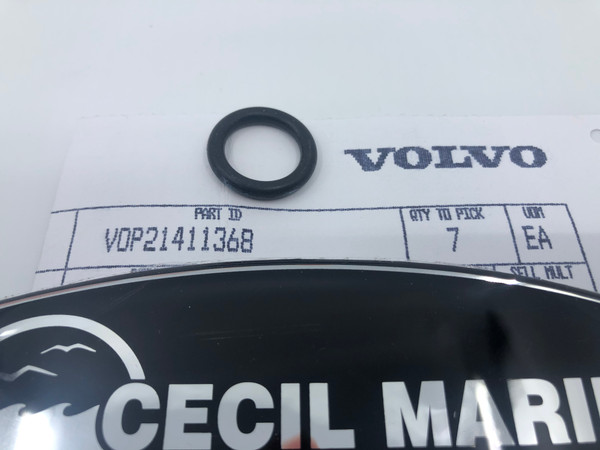 VOLVO
PART ID QTY TO PICK UOM
VOP21411368 7 EA
SELL MULT
CECIL MARI